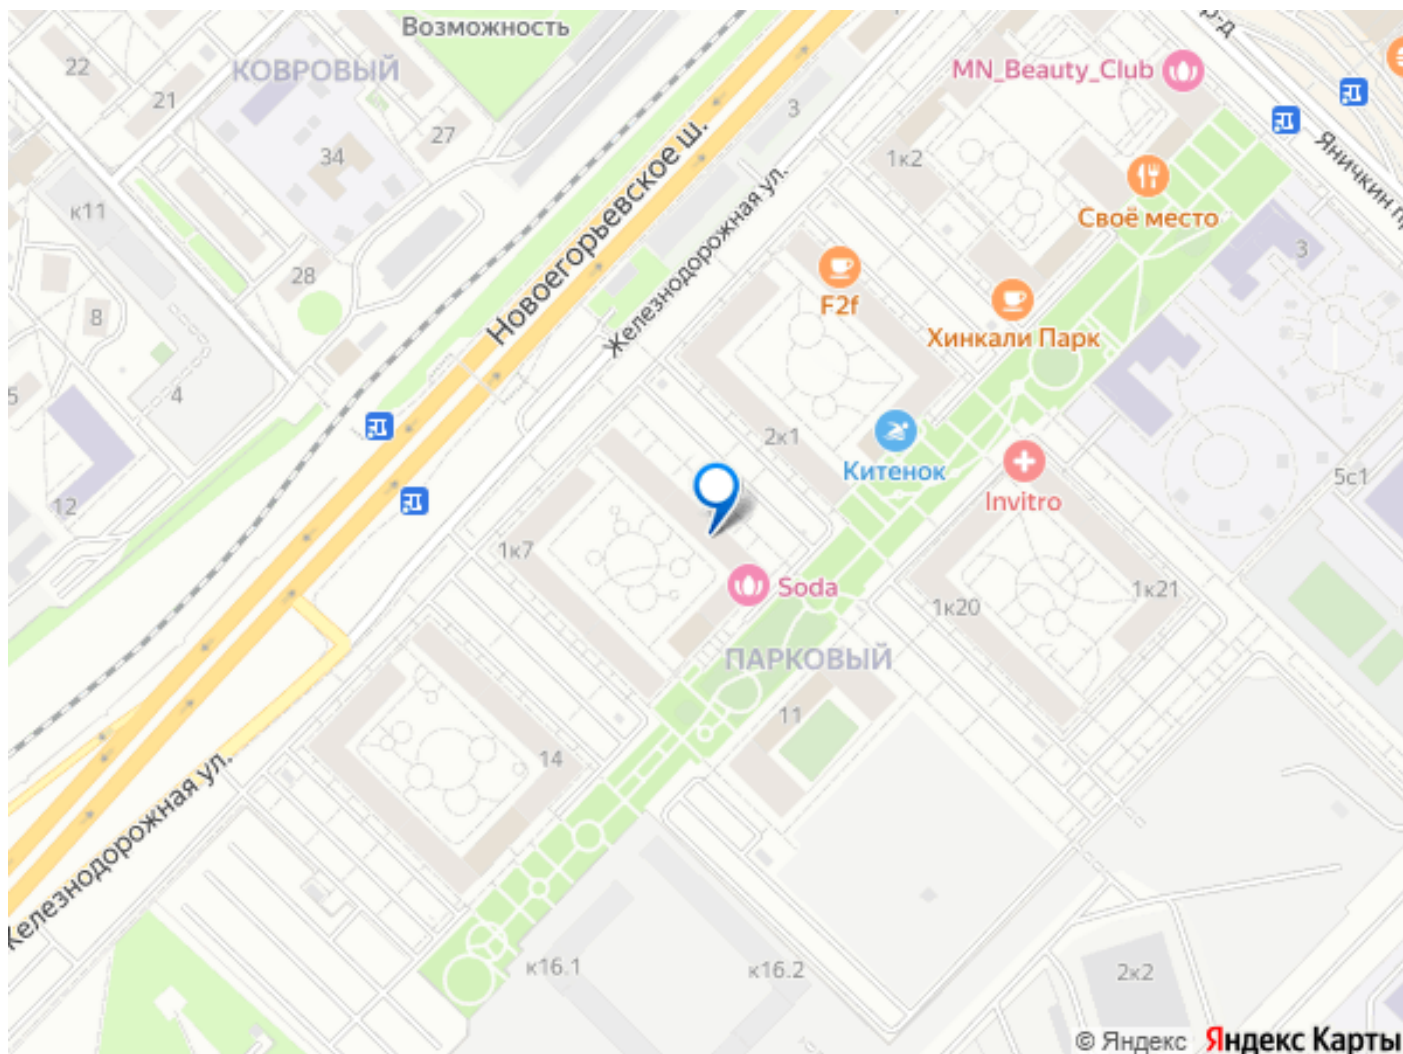 Возможность
КОВРОВЫЙ
22
21
27
34
к11
28
8
4
12
Новоегорьевское ш.
3
Железнодорожная ул.
MN_Beauty_Club
1к2
Своё место
Яничкин п
р-д
3
F2f
Хинкали Парк
2к1
Китенок
Invitro
5с1
1к7
Soda
1к20
1к21
ПАРКОВЫЙ
11
14
Железнодорожная ул.
к16.1
к16.2
2к2
© Яндекс Яндекс Карты